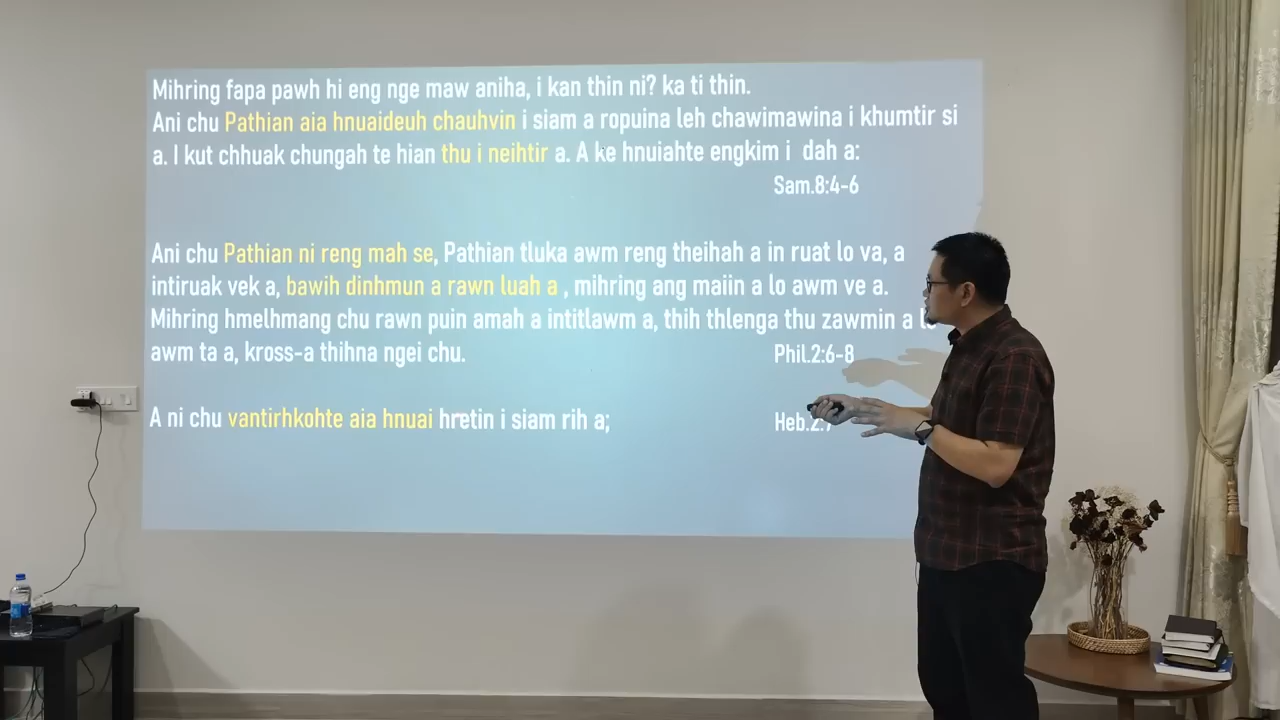 Mihring fapa pawh hi eng nge maw aniha, i kan thin ni? ka ti thin.
Ani chu Pathian aia hnuaideuh chauhvin i siam a ropuina leh chawimawina i khumtir si
a. I kut chhuak chungah te hian thu i neihtir a. A ke hnuiahte engkim i dah a:
Sam.8:4-6
Ani chu Pathian ni reng mah se, Pathian tluka awm reng theihah a in ruat lo va, a
intiruak vek a, bawih dinhmun a rawn luah a , mihring ang maiin a lo awm ve a.
Mihring hmelhmang chu rawn puin amah a intitlawm a, thih thlenga thu zawmin a lo
awm ta a, kross-a thihna ngei chu.
Phil.2:6-8
A ni chu vantirhkohte aia hnuai hretin i siam rih a;
Heb.2:7